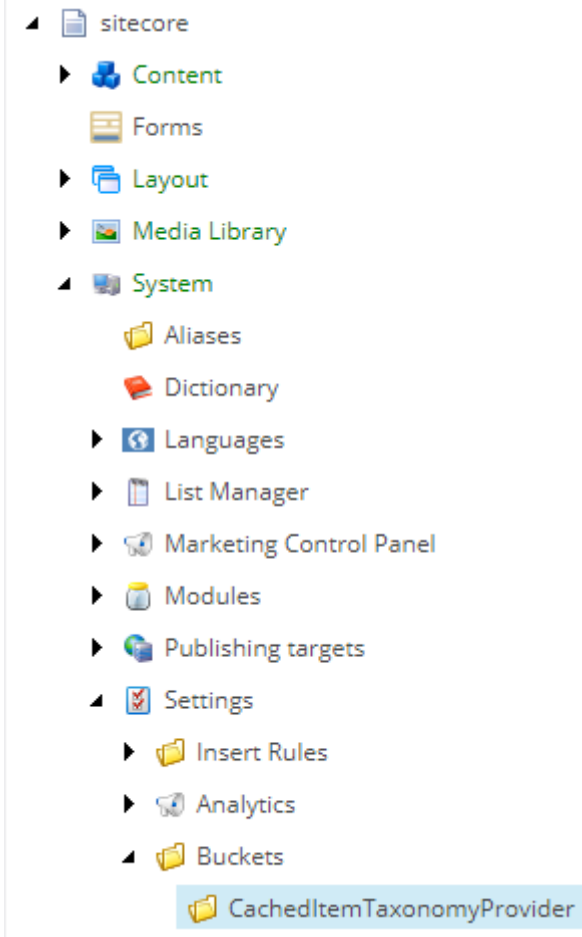 sitecore
Content
Forms
Layout
Media Library
System
Aliases
Dictionary
Languages
List Manager
Marketing Control Panel
Modules
Publishing targets
Settings
Insert Rules
Analytics
Buckets
CachedItemTaxonomyProvider